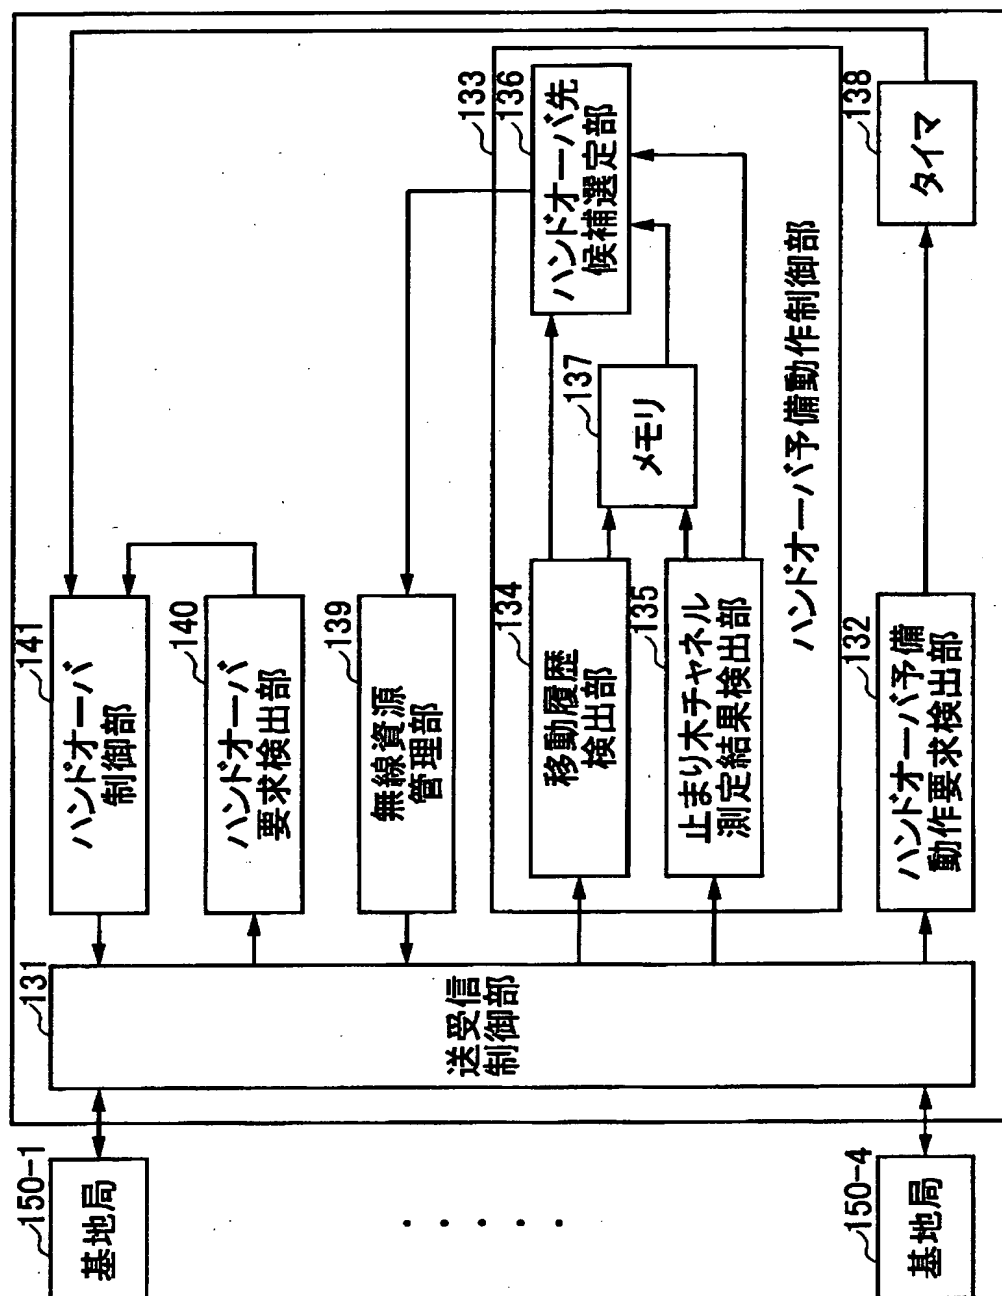 150-1
基地局
・・・・・
150-4
基地局
131
送受信
制御部
141
ハンドオーバ
制御部
140
ハンドオーバ
要求検出部
139
無線資源
管理部
133
134
移動履歴
検出部
135
止まり木チャネル
測定結果検出部
137
メモリ
136
ハンドオーバ先
候補選定部
ハンドオーバ予備動作制御部
132
ハンドオーバ予備
動作要求検出部
138
タイマ